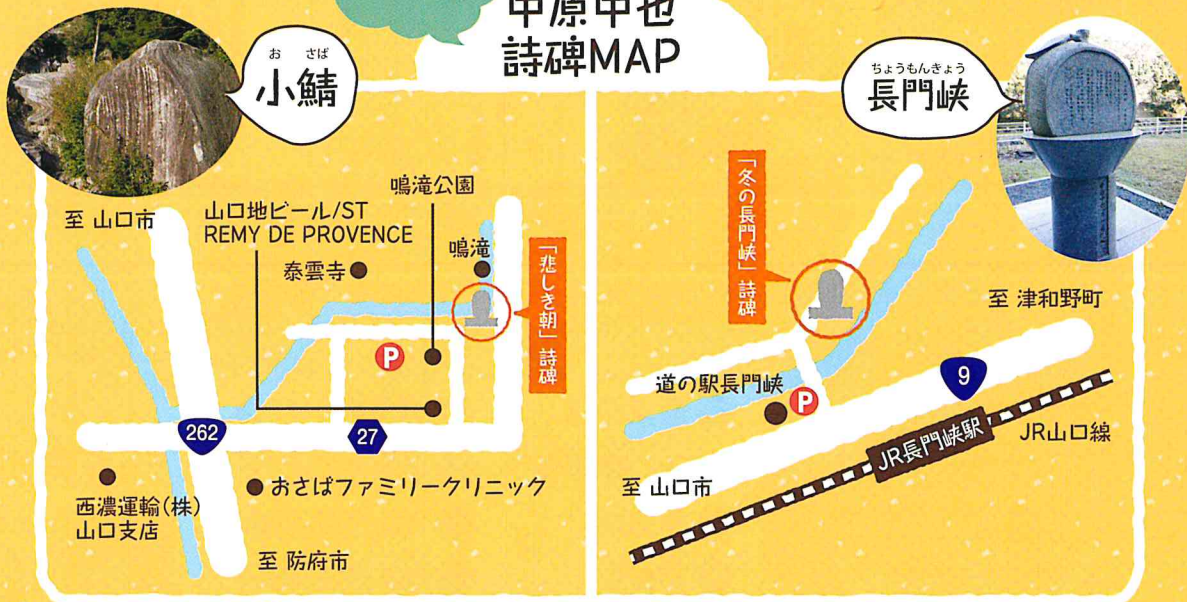 中原中也
詩碑MAP
おさば
小鯖
ちょうもんきょう
長門峡
至 山口市
山口地ビール/ST
REMY DE PROVENCE
鳴滝公園
泰雲寺
鳴滝
「悲しき朝」詩碑
P
262
27
西濃運輸(株)
山口支店
おさばファミリークリニック
至 防府市
「冬の長門峡」詩碑
至 津和野町
道の駅長門峡
P
9
JR長門峡駅
JR山口線
至 山口市